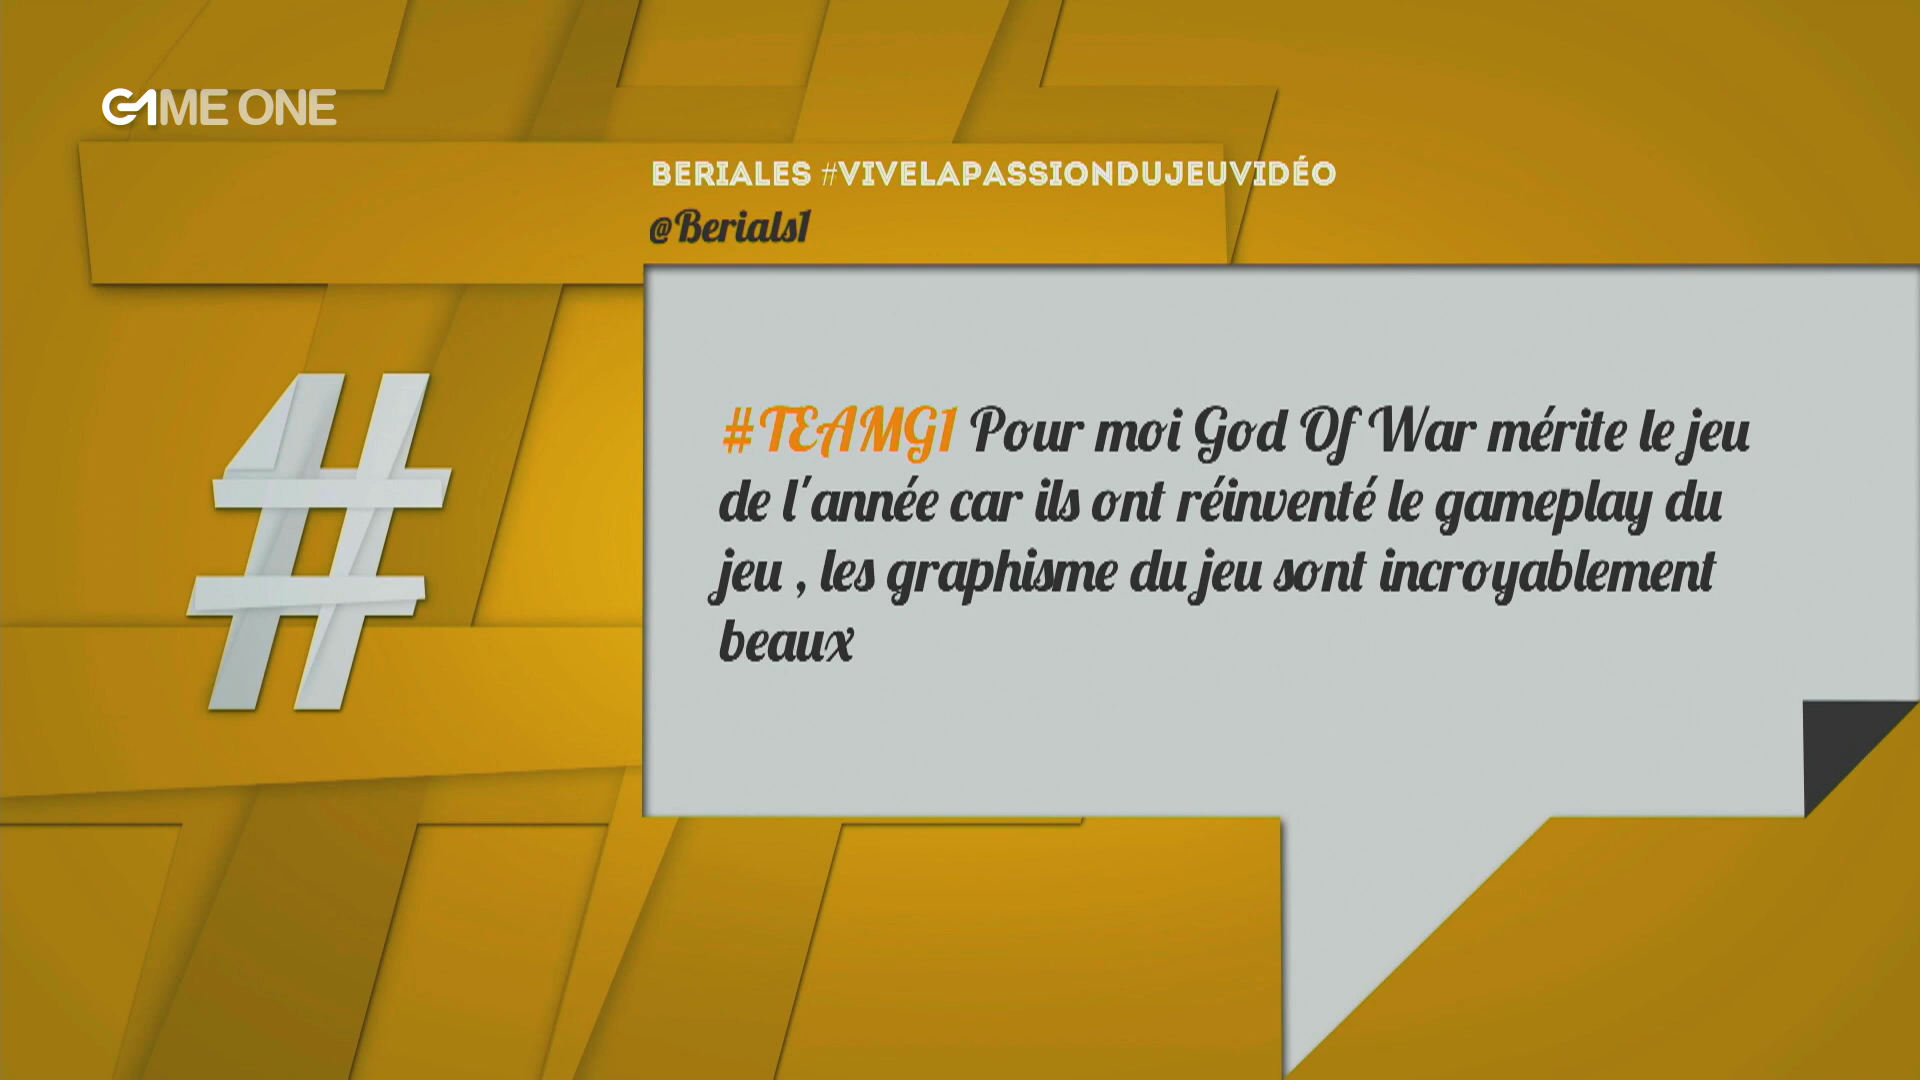 GAME ONE
BERIALES #VIVELAPASSIONDUJEUVIDÉO
@Berials1
#TEAMG1 Pour moi God Of War mérite le jeu
de l'année car ils ont réinventé le gameplay du
jeu , les graphisme du jeu sont incroyablement
beaux